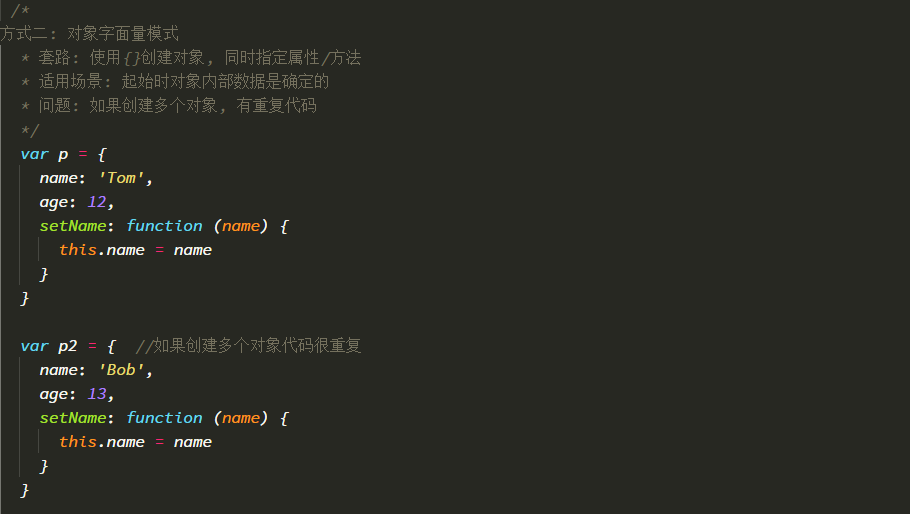 /*
方式二: 对象字面量模式
* 套路: 使用{}创建对象, 同时指定属性/方法
* 适用场景: 起始时对象内部数据是确定的
* 问题: 如果创建多个对象, 有重复代码
*/
var p = {
name: 'Tom',
age: 12,
setName: function (name) {
this.name = name
}
}
var p2 = {  //如果创建多个对象代码很重复
name: 'Bob',
age: 13,
setName: function (name) {
this.name = name
}
}